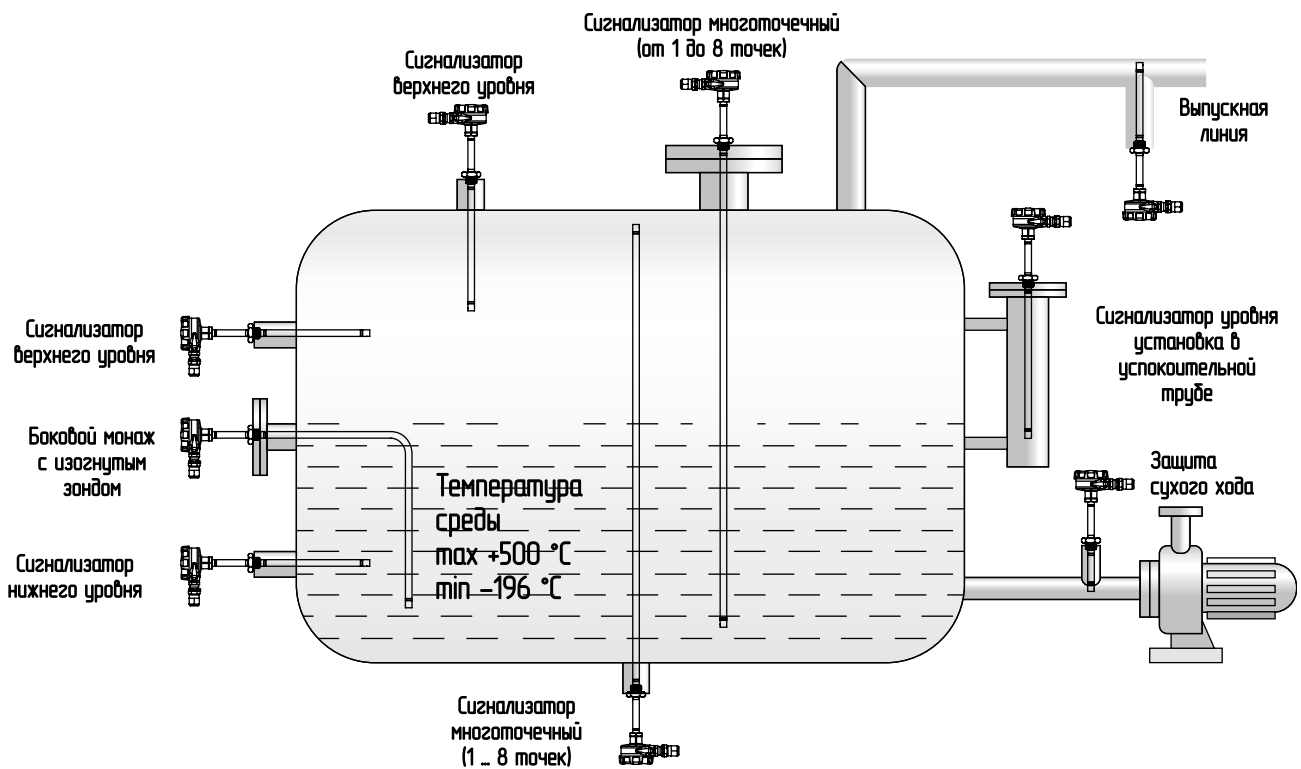 Сигнализатор многоточечный
(от 1 до 8 точек)
Сигнализатор
верхнего уровня
Выпускная
линия
Сигнализатор
верхнего уровня
Сигнализатор уровня
установка в
успокоительной
трубе
Боковой монаж
с изогнутым
зондом
Температура
среды
max +500 °C
min –196 °C
Защита
сухого хода
Сигнализатор
нижнего уровня
Сигнализатор
многоточечный
(1 ... 8 точек)